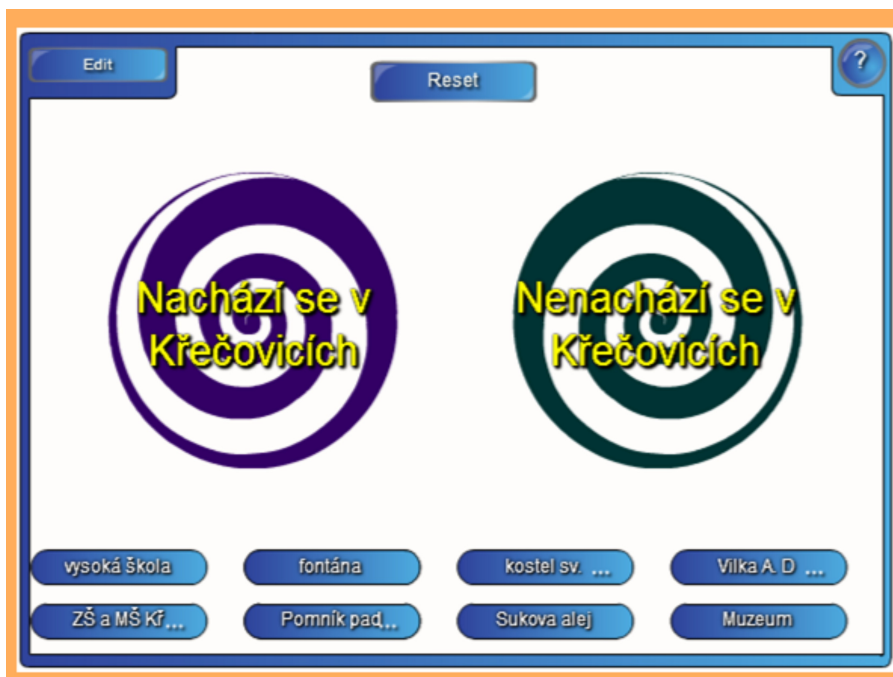 Edit
Reset
?
Nachází se v
Křečovicích
Nenachází se v
Křečovicích
vysoká škola
fontána
kostel sv. ...
Vilka A. D ...
ZŠ a MŠ Kř...
Pomník pad...
Sukova alej
Muzeum